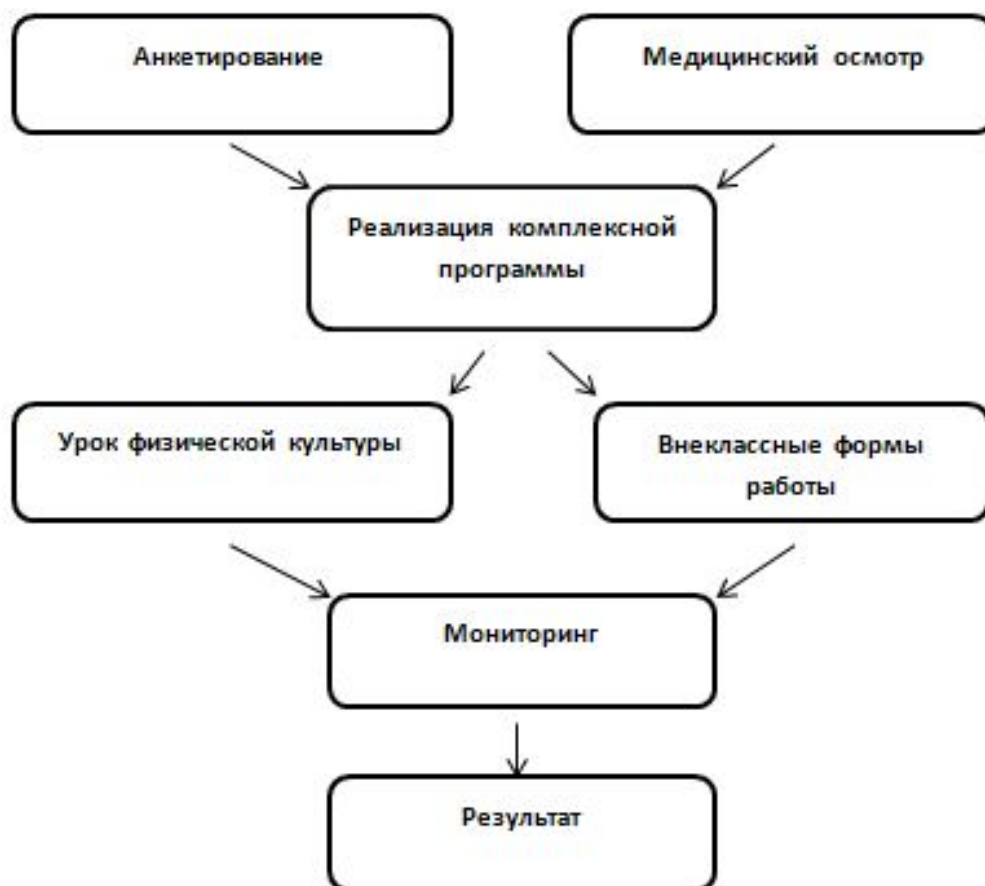 Анкетирование
Медицинский осмотр
Реализация комплексной
программы
Урок физической культуры
Внеклассные формы
работы
Мониторинг
Результат